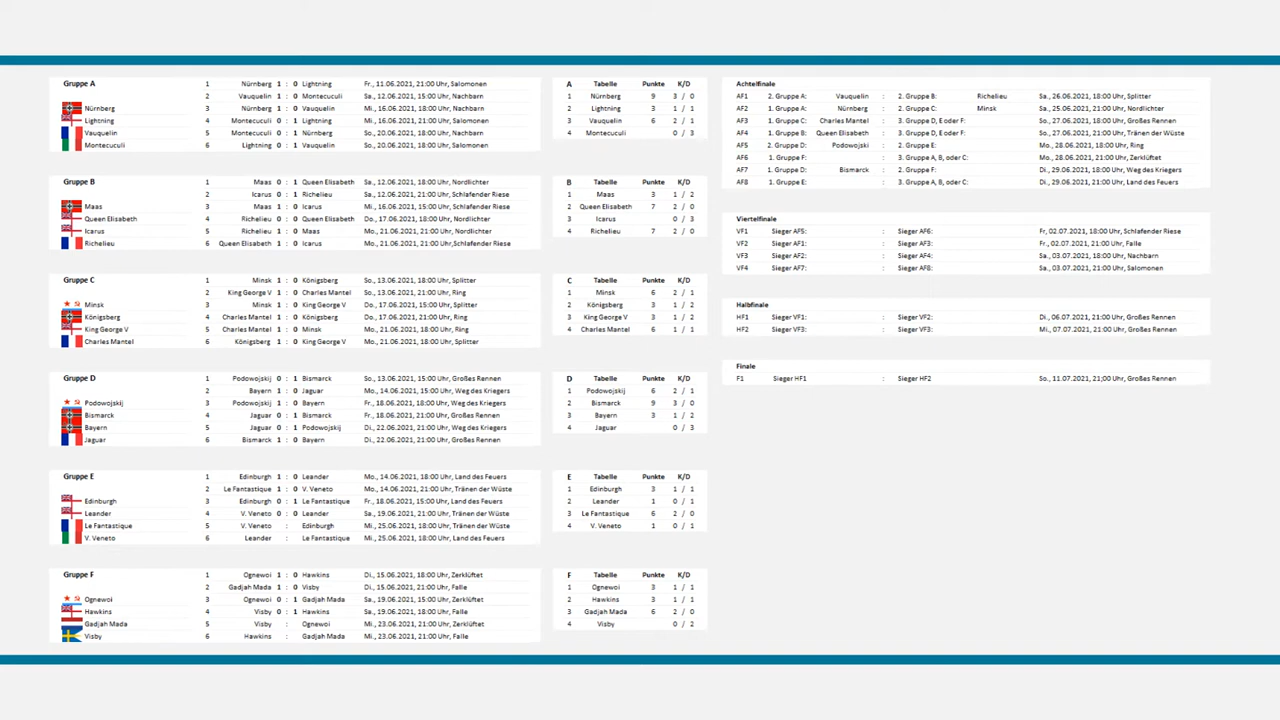 Gruppe A
1 Nürnberg 1 : 0 Lightning Fr., 11.06.2021, 21:00 Uhr, Salomonen
2 Vauquelin 1 : 0 Montecuculi Sa., 12.06.2021, 15:00 Uhr, Nachbarn
Nürnberg 3 Nürnberg 1 : 0 Vauquelin Mi., 16.06.2021, 18:00 Uhr, Nachbarn
Lightning 4 Montecuculi 0 : 1 Lightning Mi., 16.06.2021, 21:00 Uhr, Salomonen
Vauquelin 5 Montecuculi 0 : 1 Nürnberg So., 20.06.2021, 18:00 Uhr, Nachbarn
Montecuculi 6 Lightning 0 : 1 Vauquelin So., 20.06.2021, 18:00 Uhr, Salomonen
A Tabelle Punkte K/D
1 Nürnberg 9 3 / 0
2 Lightning 3 1 / 1
3 Vauquelin 6 2 / 1
4 Montecuculi 0 / 3
Gruppe B
1 Maas 0 : 1 Queen Elisabeth Sa., 12.06.2021, 18:00 Uhr, Nordlichter
2 Icarus 0 : 1 Richelieu Sa., 12.06.2021, 21:00 Uhr, Schlafender Riese
Maas 3 Maas 1 : 0 Icarus Mi., 16.06.2021, 15:00 Uhr, Schlafender Riese
Queen Elisabeth 4 Richelieu 0 : 0 Queen Elisabeth Do., 17.06.2021, 18:00 Uhr, Nordlichter
Icarus 5 Richelieu 1 : 0 Maas Mo., 21.06.2021, 21:00 Uhr, Nordlichter
Richelieu 6 Queen Elisabeth 1 : 0 Icarus Mo., 21.06.2021, 21:00 Uhr,Schlafender Riese
B Tabelle Punkte K/D
1 Maas 3 1 / 2
2 Queen Elisabeth 7 2 / 0
3 Icarus 0 / 3
4 Richelieu 7 2 / 0
Gruppe C
1 Minsk 1 : 0 Königsberg So., 13.06.2021, 18:00 Uhr, Splitter
2 King George V 1 : 0 Charles Mantel So., 13.06.2021, 21:00 Uhr, Ring
Minsk 3 Minsk 1 : 0 King George V Do., 17.06.2021, 15:00 Uhr, Splitter
Königsberg 4 Charles Mantel 1 : 0 Königsberg Do., 17.06.2021, 21:00 Uhr, Ring
King George V 5 Charles Mantel 1 : 0 Minsk Mo., 21.06.2021, 18:00 Uhr, Ring
Charles Mantel 6 Königsberg 1 : 0 King George V Mo., 21.06.2021, 18:00 Uhr, Splitter
C Tabelle Punkte K/D
1 Minsk 6 2 / 1
2 Königsberg 3 1 / 2
3 King George V 3 1 / 2
4 Charles Mantel 6 1 / 1
Gruppe D
1 Podowojskij 0 : 1 Bismarck So., 13.06.2021, 15:00 Uhr, Großes Rennen
2 Bayern 1 : 0 Jaguar Mo., 14.06.2021, 15:00 Uhr, Weg des Kriegers
Podowojskij 3 Podowojskij 1 : 0 Bayern Fr., 18.06.2021, 18:00 Uhr, Weg des Kriegers
Bismarck 4 Jaguar 0 : 1 Bismarck Fr., 18.06.2021, 21:00 Uhr, Großes Rennen
Bayern 5 Jaguar 0 : 1 Podowojskij Di., 22.06.2021, 21:00 Uhr, Weg des Kriegers
Jaguar 6 Bismarck 1 : 0 Bayern Di., 22.06.2021, 21:00 Uhr, Großes Rennen
D Tabelle Punkte K/D
1 Podowojskij 6 2 / 1
2 Bismarck 9 3 / 0
3 Bayern 3 1 / 2
4 Jaguar 0 / 3
Gruppe E
1 Edinburgh 1 : 0 Leander Mo., 14.06.2021, 18:00 Uhr, Land des Feuers
2 Le Fantastique 1 : 0 V. Veneto Mo., 14.06.2021, 21:00 Uhr, Tränen der Wüste
Edinburgh 3 Edinburgh 0 : 1 Le Fantastique Fr., 18.06.2021, 15:00 Uhr, Land des Feuers
Leander 4 V. Veneto 0 : 0 Leander Sa., 19.06.2021, 21:00 Uhr, Tränen der Wüste
Le Fantastique 5 V. Veneto : Edinburgh Mi., 25.06.2021, 18:00 Uhr, Tränen der Wüste
V. Veneto 6 Leander : Le Fantastique Mi., 25.06.2021, 18:00 Uhr, Land des Feuers
E Tabelle Punkte K/D
1 Edinburgh 3 1 / 1
2 Leander 1 0 / 1
3 Le Fantastique 6 2 / 0
4 V. Veneto 1 0 / 1
Gruppe F
1 Ognewoi 1 : 0 Hawkins Di., 15.06.2021, 18:00 Uhr, Zerklüftet
2 Gadjah Mada 1 : 0 Visby Di., 15.06.2021, 21:00 Uhr, Falle
Ognewoi 3 Ognewoi 0 : 1 Gadjah Mada Sa., 19.06.2021, 15:00 Uhr, Zerklüftet
Hawkins 4 Visby 0 : 1 Hawkins Sa., 19.06.2021, 18:00 Uhr, Falle
Gadjah Mada 5 Visby : Ognewoi Mi., 23.06.2021, 21:00 Uhr, Zerklüftet
Visby 6 Hawkins : Gadjah Mada Mi., 23.06.2021, 21:00 Uhr, Falle
F Tabelle Punkte K/D
1 Ognewoi 3 1 / 1
2 Hawkins 3 1 / 1
3 Gadjah Mada 6 2 / 0
4 Visby 0 / 2
Achtelfinale
AF1 2. Gruppe A: Vauquelin : 2. Gruppe B: Richelieu Sa., 26.06.2021, 18:00 Uhr, Splitter
AF2 1. Gruppe A: Nürnberg : 2. Gruppe C: Minsk Sa., 25.06.2021, 21:00 Uhr, Nordlichter
AF3 1. Gruppe C: Charles Mantel : 3. Gruppe D, E oder F: So., 27.06.2021, 18:00 Uhr, Großes Rennen
AF4 1. Gruppe B: Queen Elisabeth : 3. Gruppe D, E oder F: So., 27.06.2021, 21:00 Uhr, Tränen der Wüste
AF5 2. Gruppe D: Podowojski : 2. Gruppe E: Mo., 28.06.2021, 18:00 Uhr, Ring
AF6 1. Gruppe F: : 3. Gruppe A, B, oder C: Mo., 28.06.2021, 21:00 Uhr, Zerklüftet
AF7 1. Gruppe D: Bismarck : 2. Gruppe F: Di., 29.06.2021, 18:00 Uhr, Weg des Kriegers
AF8 1. Gruppe E: : 3. Gruppe A, B, oder C: Di., 29.06.2021, 21:00 Uhr, Land des Feuers
Viertelfinale
VF1 Sieger AF5: : Sieger AF6: Fr, 02.07.2021, 18:00 Uhr, Schlafender Riese
VF2 Sieger AF1: : Sieger AF2: Fr., 02.07.2021, 21:00 Uhr, Falle
VF3 Sieger AF3: : Sieger AF4: Sa., 03.07.2021, 18:00 Uhr, Nachbarn
VF4 Sieger AF7: : Sieger AF8: Sa., 03.07.2021, 21:00 Uhr, Salomonen
Halbfinale
HF1 Sieger VF1: : Sieger VF2: Di., 06.07.2021, 21:00 Uhr, Großes Rennen
HF2 Sieger VF3: : Sieger VF3: Mi., 07.07.2021, 21:00 Uhr, Großes Rennen
Finale
F1 Sieger HF1 : Sieger HF2 So., 11.07.2021, 21;00 Uhr, Großes Rennen